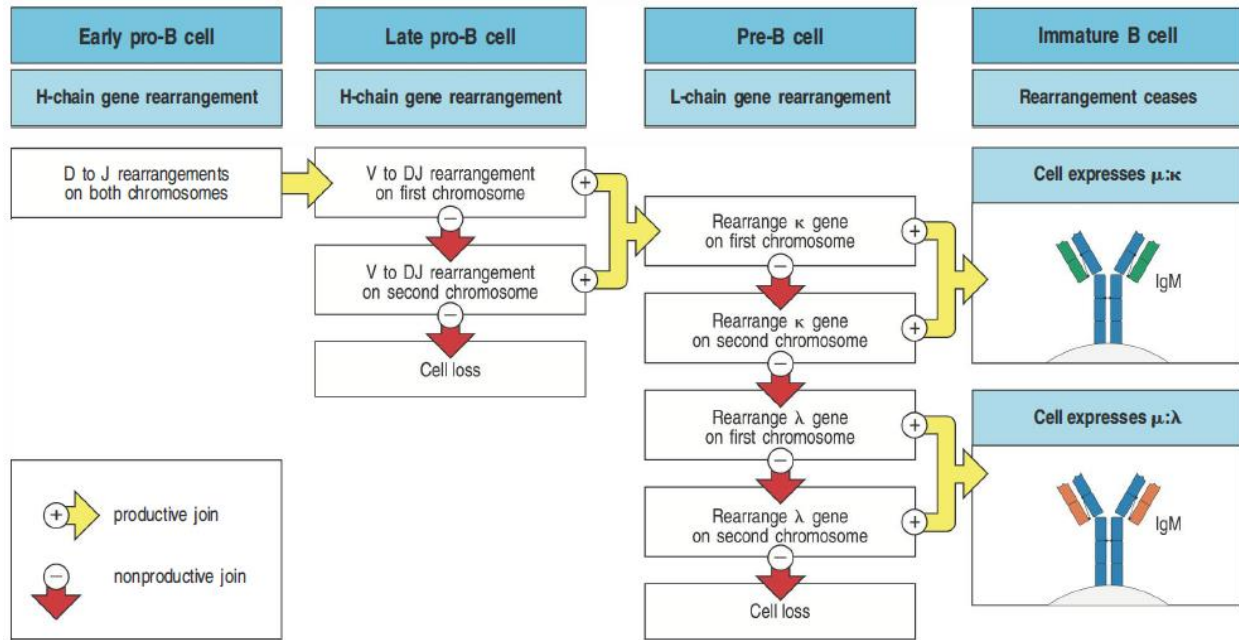 Early pro-B cell
Late pro-B cell
Pre-B cell
Immature B cell
H-chain gene rearrangement
H-chain gene rearrangement
L-chain gene rearrangement
Rearrangement ceases
D to J rearrangements
on both chromosomes
V to DJ rearrangement
on first chromosome
+
−
V to DJ rearrangement
on second chromosome
+
−
Cell loss
Rearrange κ gene
on first chromosome
+
−
Rearrange κ gene
on second chromosome
+
−
Rearrange λ gene
on first chromosome
+
−
Rearrange λ gene
on second chromosome
+
−
Cell loss
Cell expresses μ:κ
IgM
Cell expresses μ:λ
IgM
+
productive join
−
nonproductive join